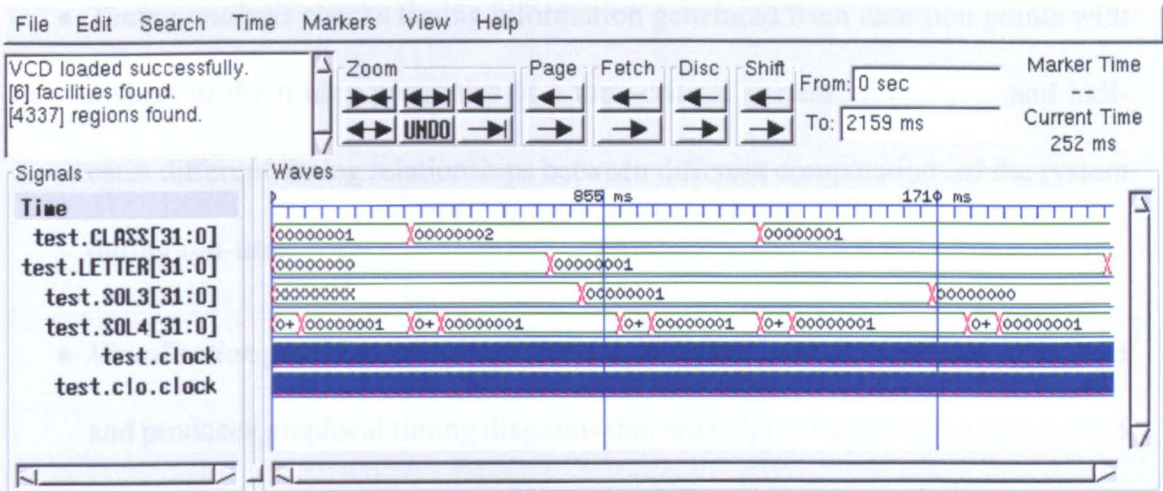 File Edit Search Time Markers View Help
VCD loaded successfully.
[6] facilities found.
[4337] regions found.
Zoom Page Fetch Disc Shift
UNDO
From: 0 sec
To: 2159 ms
Marker Time
Current Time
252 ms
Signals
Waves
Time
855 ms 1710 ms
test.CLASS[31:0] 00000001 00000002 00000001
test.LETTER[31:0] 00000000 00000001
test.SOL3[31:0] XXXXXXXX 00000001 00000000
test.SOL4[31:0] 0+ 00000001 0+ 00000001 0+ 00000001 0+ 00000001 0+ 00000001
test.clock
test.clo.clock